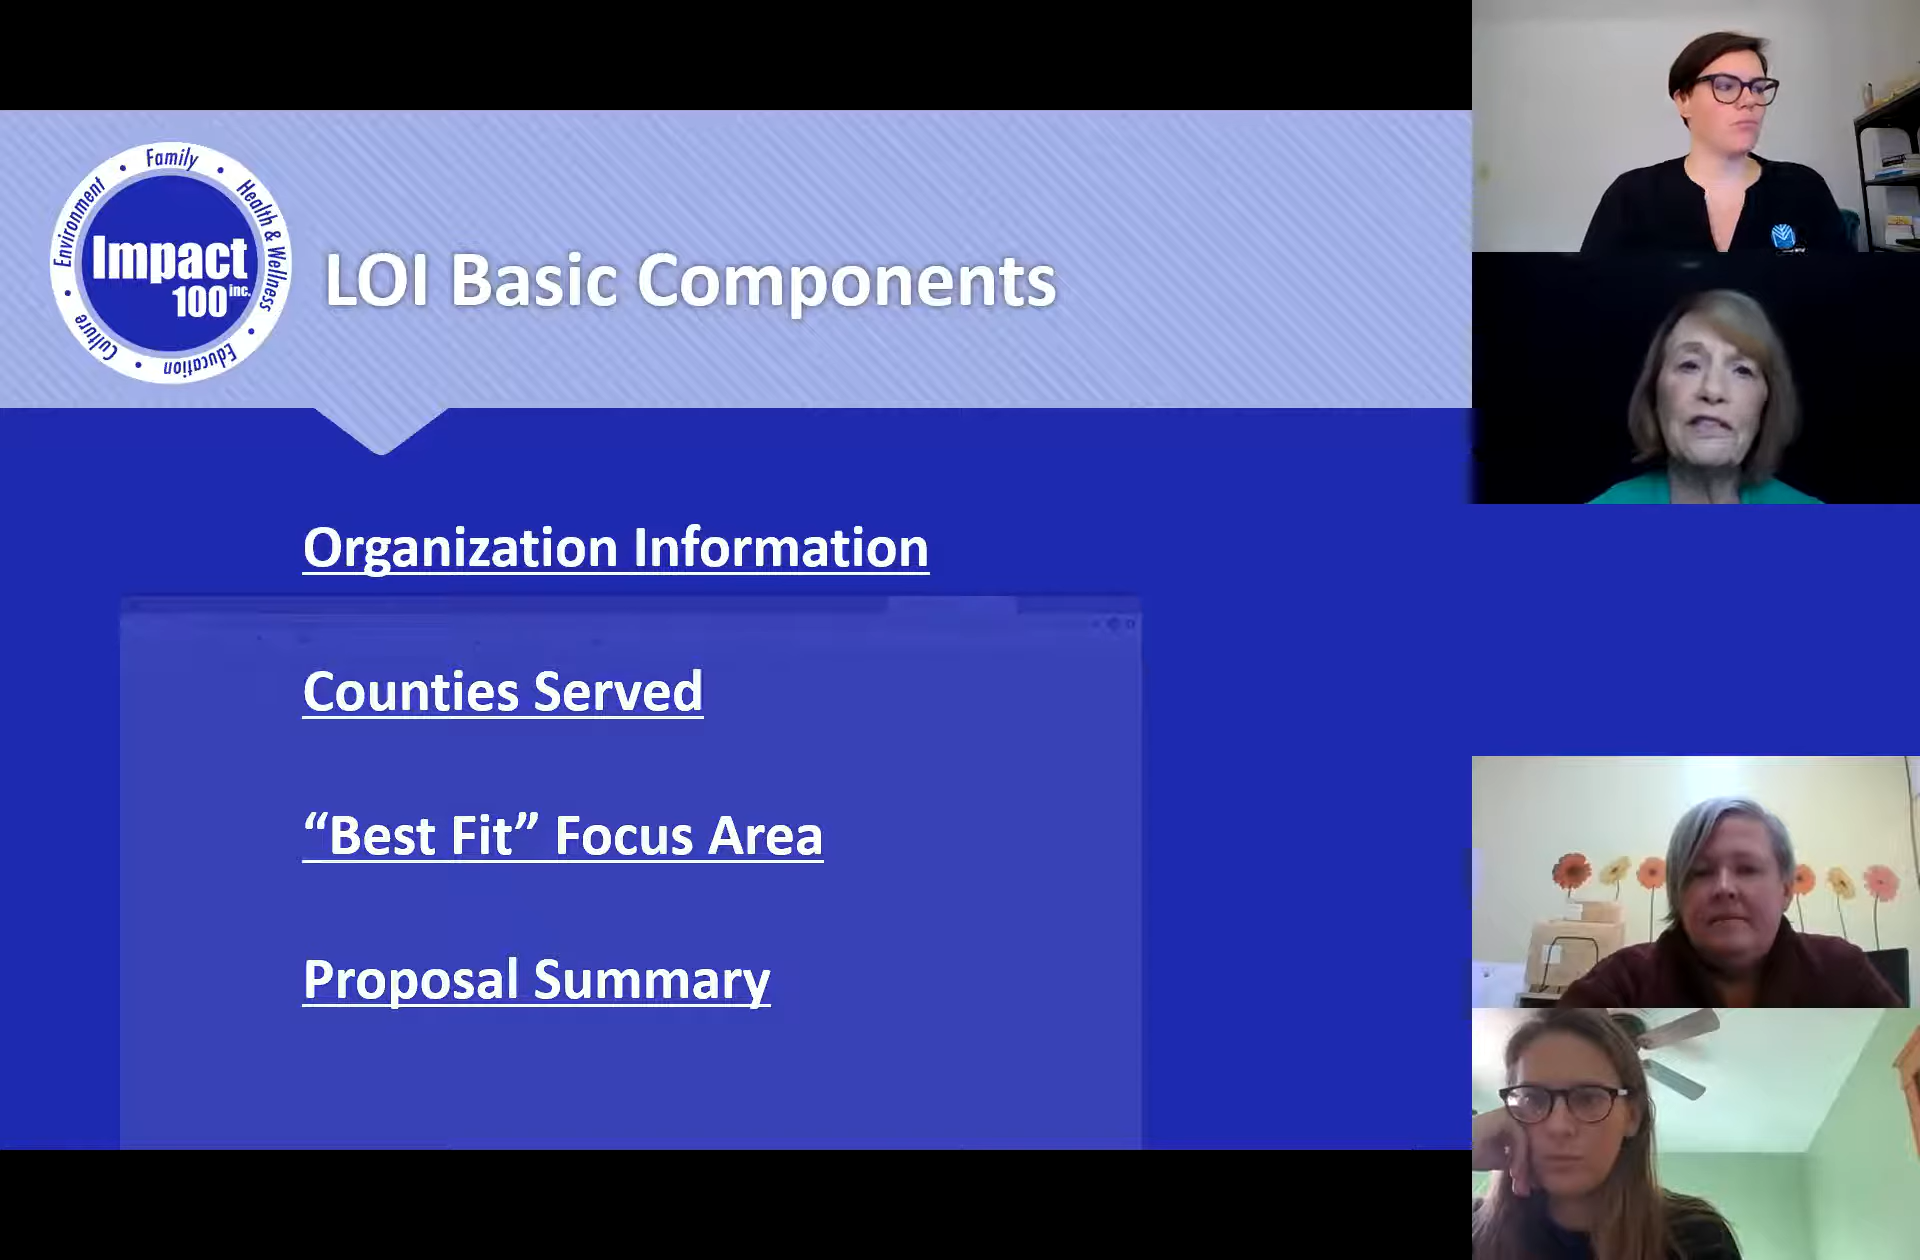 Family
Health & Wellness
Education
Culture
Environment
Impact
100 inc.
LOI Basic Components
Organization Information
Counties Served
“Best Fit” Focus Area
Proposal Summary